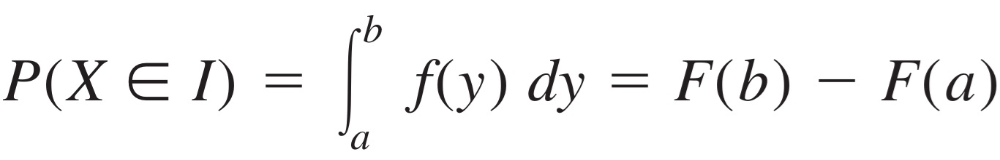 P(X ∈ I) = ∫_a^b f(y) dy = F(b) − F(a)